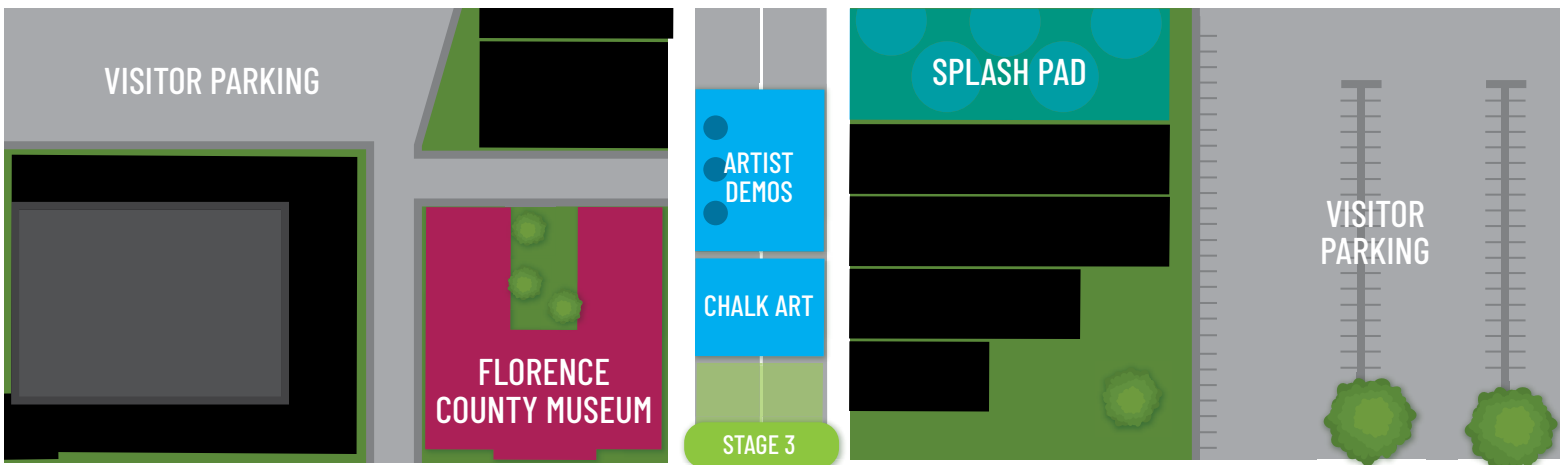 VISITOR PARKING
SPLASH PAD
ARTIST
DEMOS
VISITOR
PARKING
CHALK ART
FLORENCE
COUNTY MUSEUM
STAGE 3